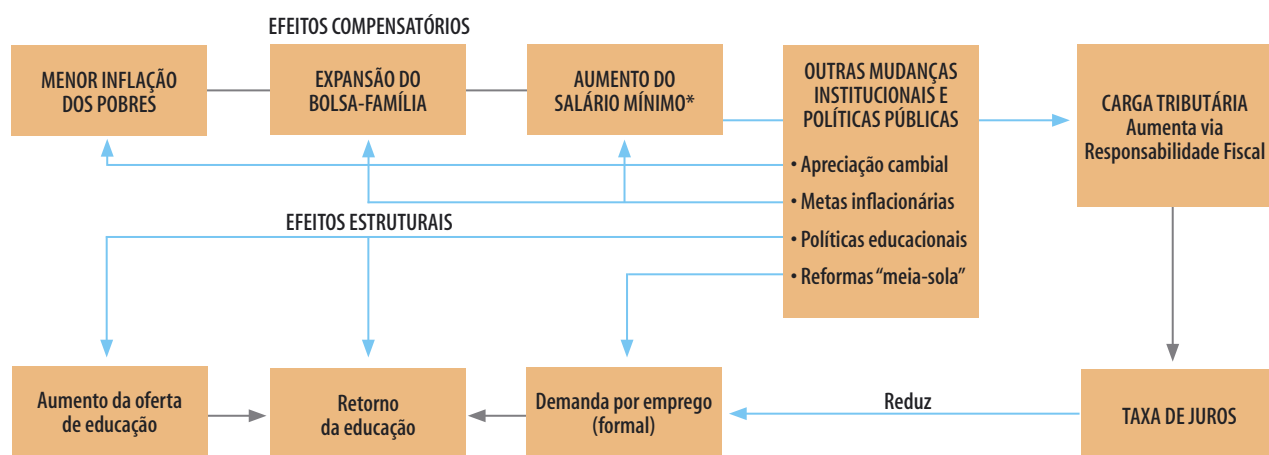 EFEITOS COMPENSATÓRIOS
MENOR INFLAÇÃO
DOS POBRES
EXPANSÃO DO
BOLSA-FAMÍLIA
AUMENTO DO
SALÁRIO MÍNIMO*
OUTRAS MUDANÇAS
INSTITUCIONAIS E
POLÍTICAS PÚBLICAS
• Apreciação cambial
• Metas inflacionárias
• Políticas educacionais
• Reformas “meia-sola”
CARGA TRIBUTÁRIA
Aumenta via
Responsabilidade Fiscal
EFEITOS ESTRUTURAIS
Aumento da oferta
de educação
Retorno
da educação
Demanda por emprego
(formal)
Reduz
TAXA DE JUROS